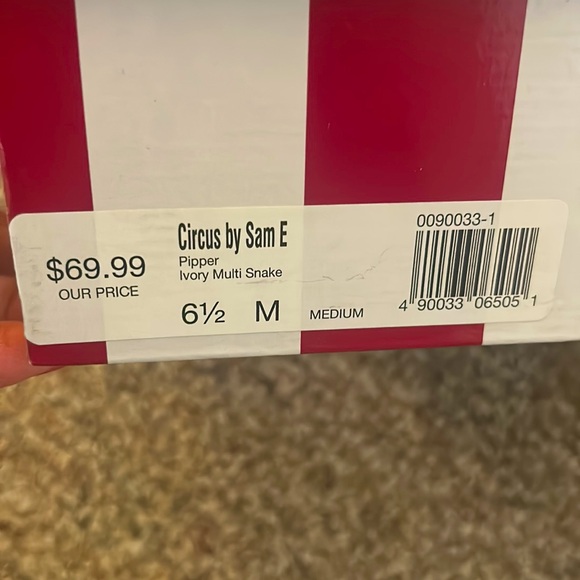 $69.99
OUR PRICE
Circus by Sam E
Pipper
Ivory Multi Snake
6½ M MEDIUM
0090033-1
4 90033 06505 1